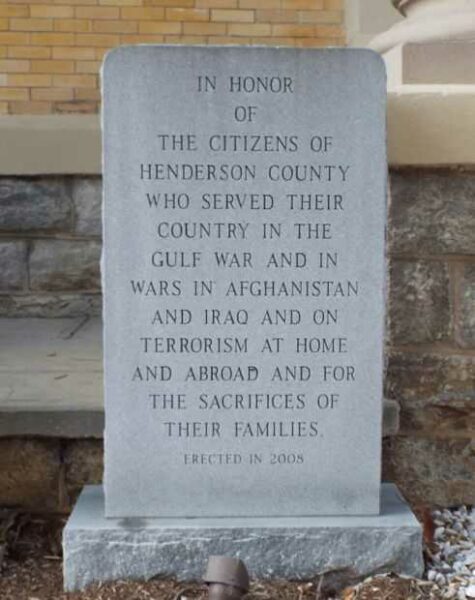 IN HONOR
OF
THE CITIZENS OF
HENDERSON COUNTY
WHO SERVED THEIR
COUNTRY IN THE
GULF WAR AND IN
WARS IN AFGHANISTAN
AND IRAQ AND ON
TERRORISM AT HOME
AND ABROAD AND FOR
THE SACRIFICES OF
THEIR FAMILIES.
ERECTED IN 2008